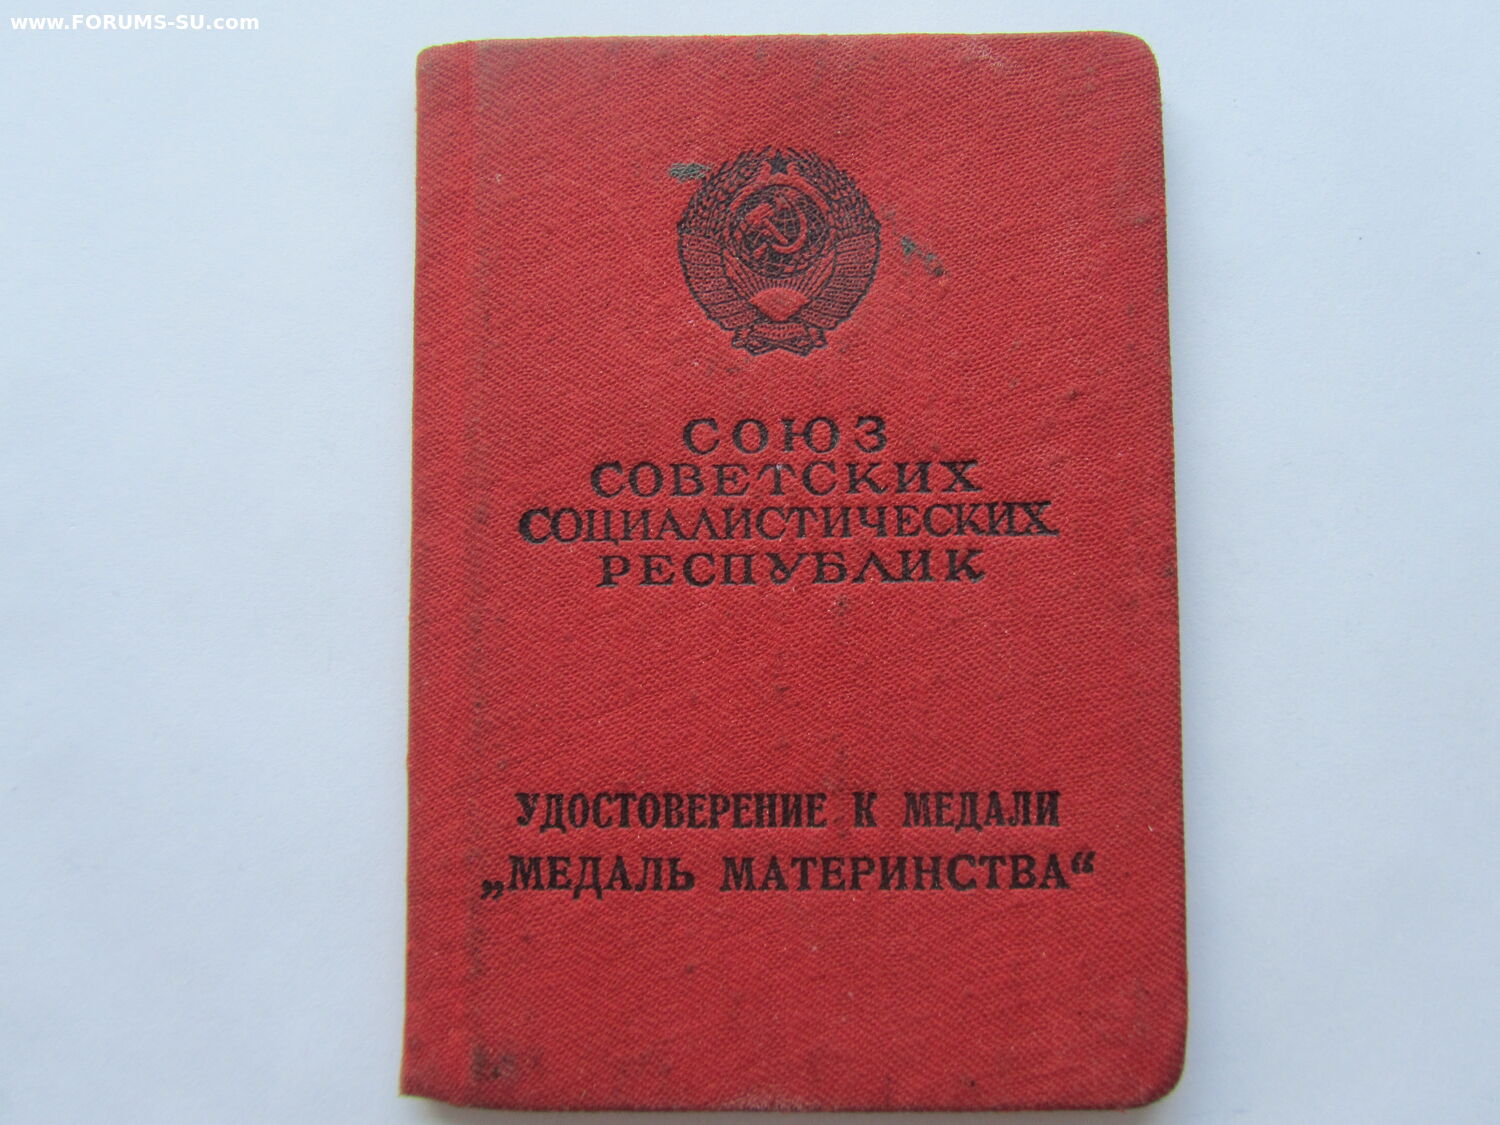 www.FORUMS-SU.com
СОЮЗ
СОВЕТСКИХ
СОЦИАЛИСТИЧЕСКИХ
РЕСПУБЛИК
УДОСТОВЕРЕНИЕ К МЕДАЛИ
„МЕДАЛЬ МАТЕРИНСТВА“